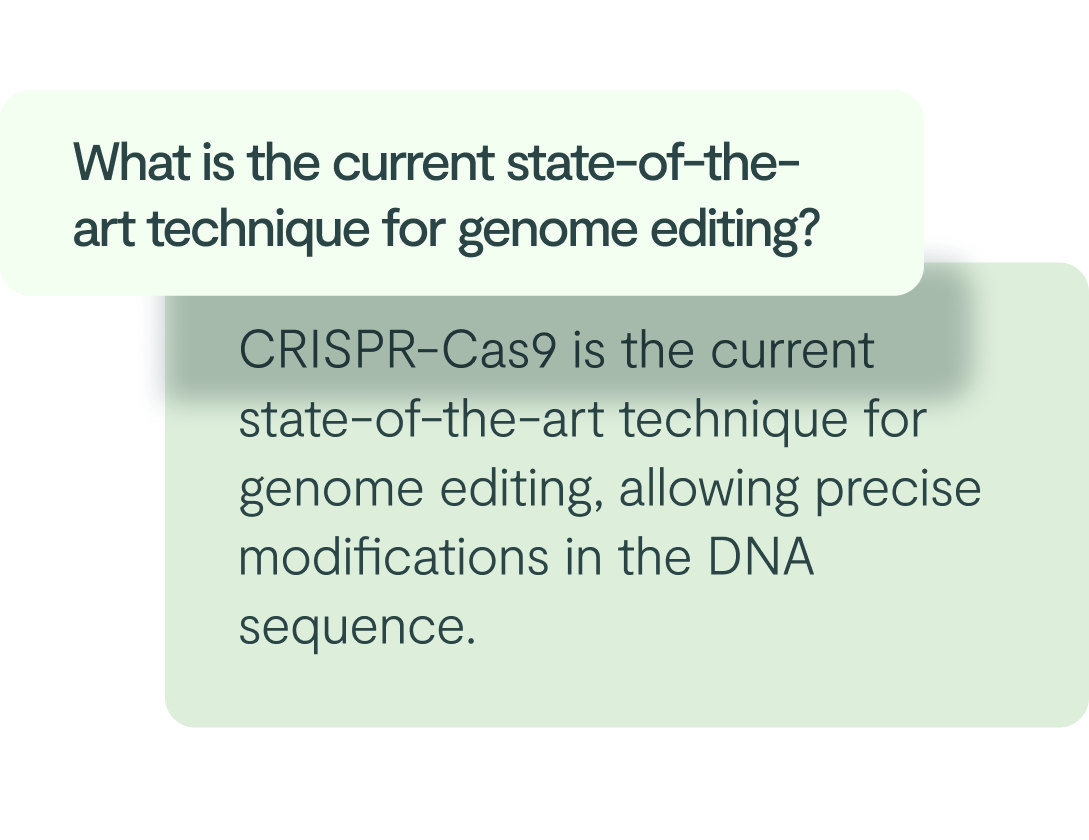 What is the current state-of-the-
art technique for genome editing?
CRISPR-Cas9 is the current
state-of-the-art technique for
genome editing, allowing precise
modifications in the DNA
sequence.